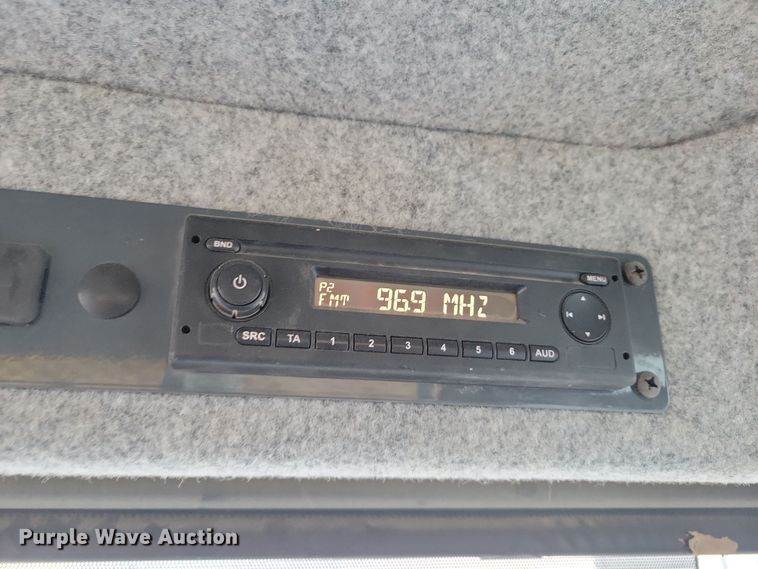 BND
MENU
P2
FMT 96.9 MHZ
SRC TA 1 2 3 4 5 6 AUD
Purple Wave Auction